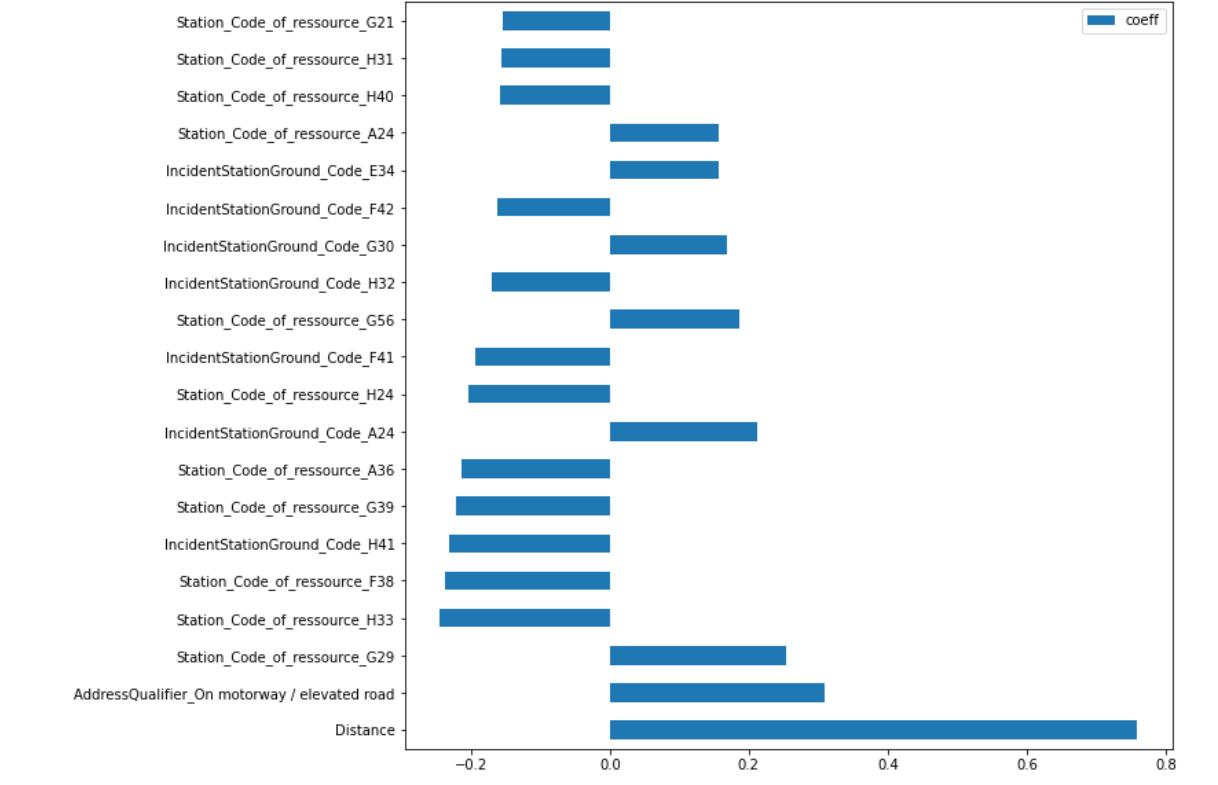 coeff
Station_Code_of_ressource_G21
Station_Code_of_ressource_H31
Station_Code_of_ressource_H40
Station_Code_of_ressource_A24
IncidentStationGround_Code_E34
IncidentStationGround_Code_F42
IncidentStationGround_Code_G30
IncidentStationGround_Code_H32
Station_Code_of_ressource_G56
IncidentStationGround_Code_F41
Station_Code_of_ressource_H24
IncidentStationGround_Code_A24
Station_Code_of_ressource_A36
Station_Code_of_ressource_G39
IncidentStationGround_Code_H41
Station_Code_of_ressource_F38
Station_Code_of_ressource_H33
Station_Code_of_ressource_G29
AddressQualifier_On motorway / elevated road
Distance
−0.2 0.0 0.2 0.4 0.6 0.8